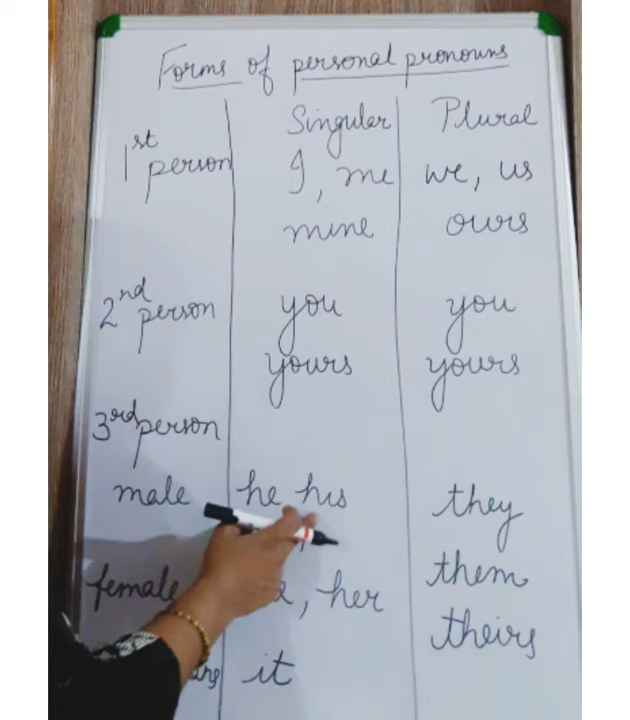 Forms of personal pronouns
Singular Plural
1st person I, me we, us
mine ours
2nd person you you
yours yours
3rd person
male he his they
them
female , her
theirs
it